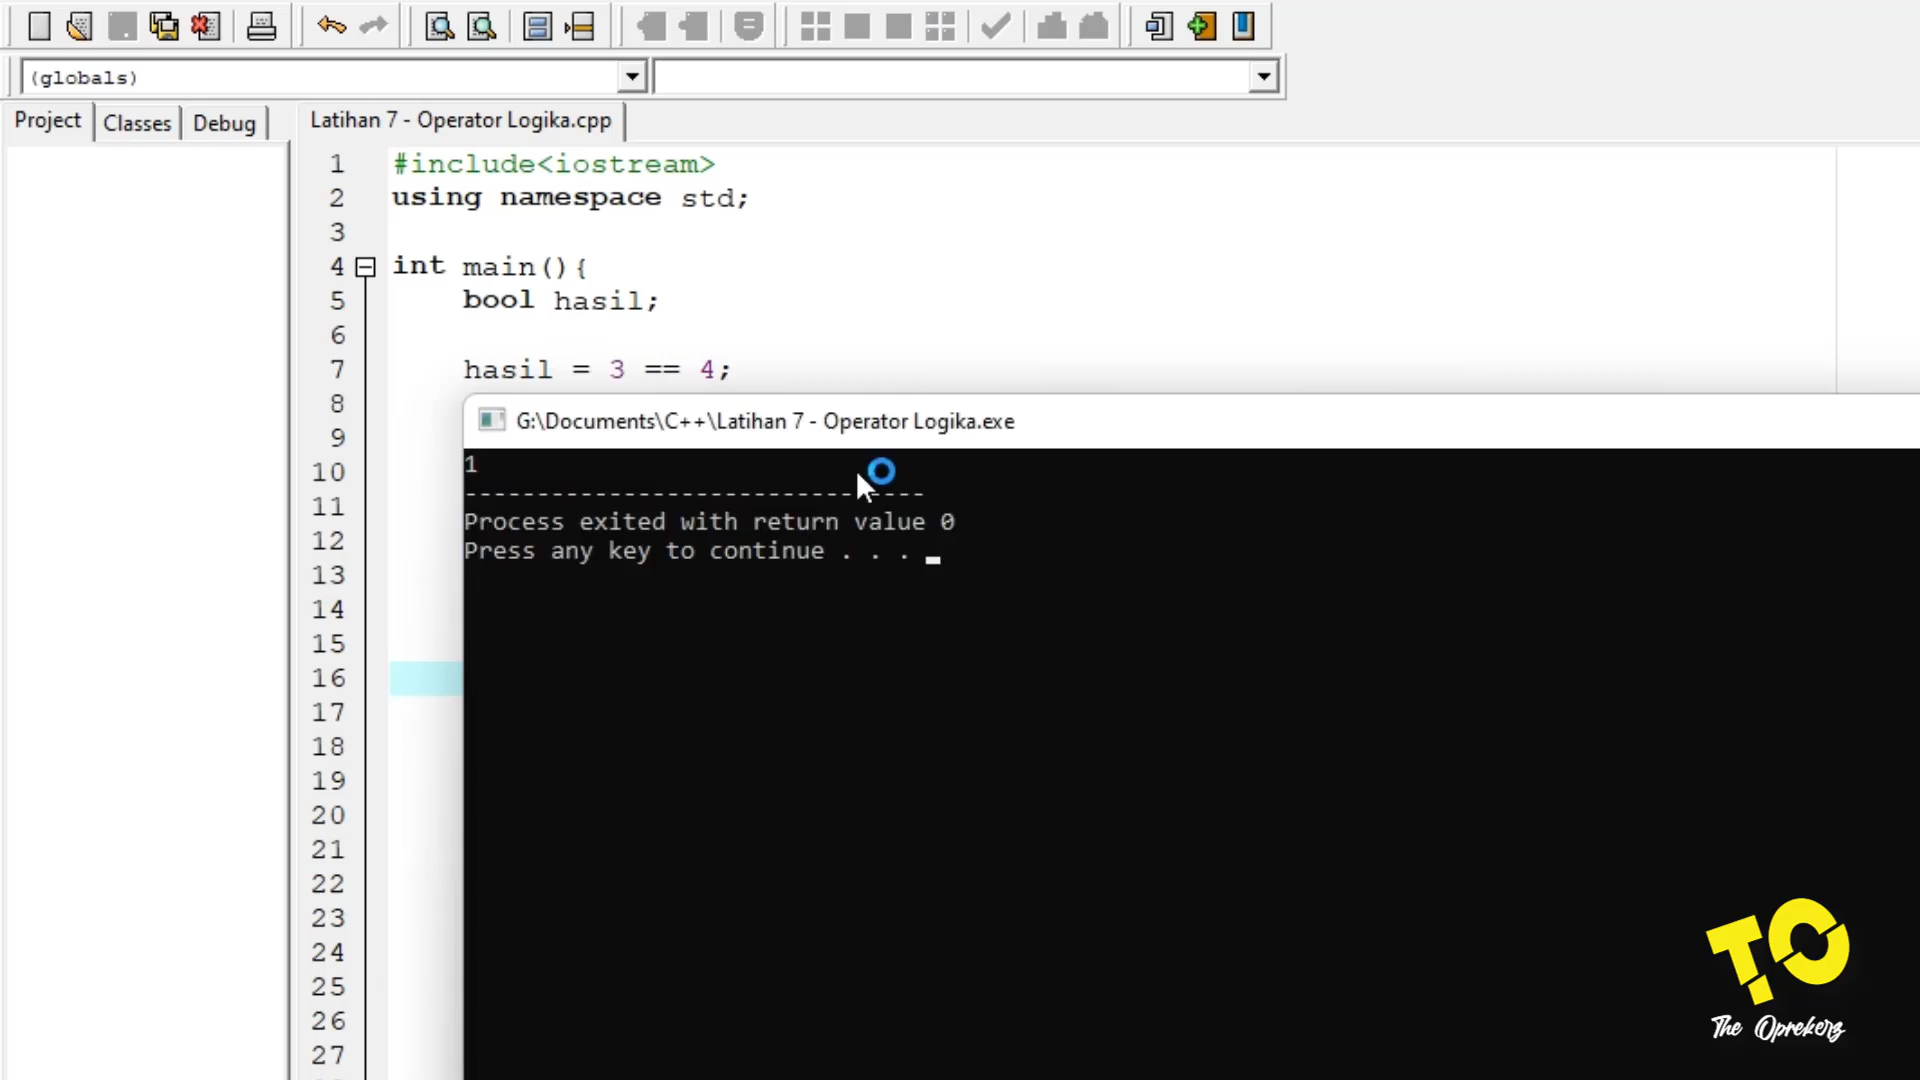 (globals)
Project Classes Debug Latihan 7 - Operator Logika.cpp
1 #include<iostream>
2 using namespace std;
3
4 int main(){
5 bool hasil;
6
7 hasil = 3 == 4;
8
9
10
11
12
13
14
15
16
17
18
19
20
21
22
23
24
25
26
27
G:\Documents\C++\Latihan 7 - Operator Logika.exe
1
--------------------------------
Process exited with return value 0
Press any key to continue . . .
TO
The Oprekerz